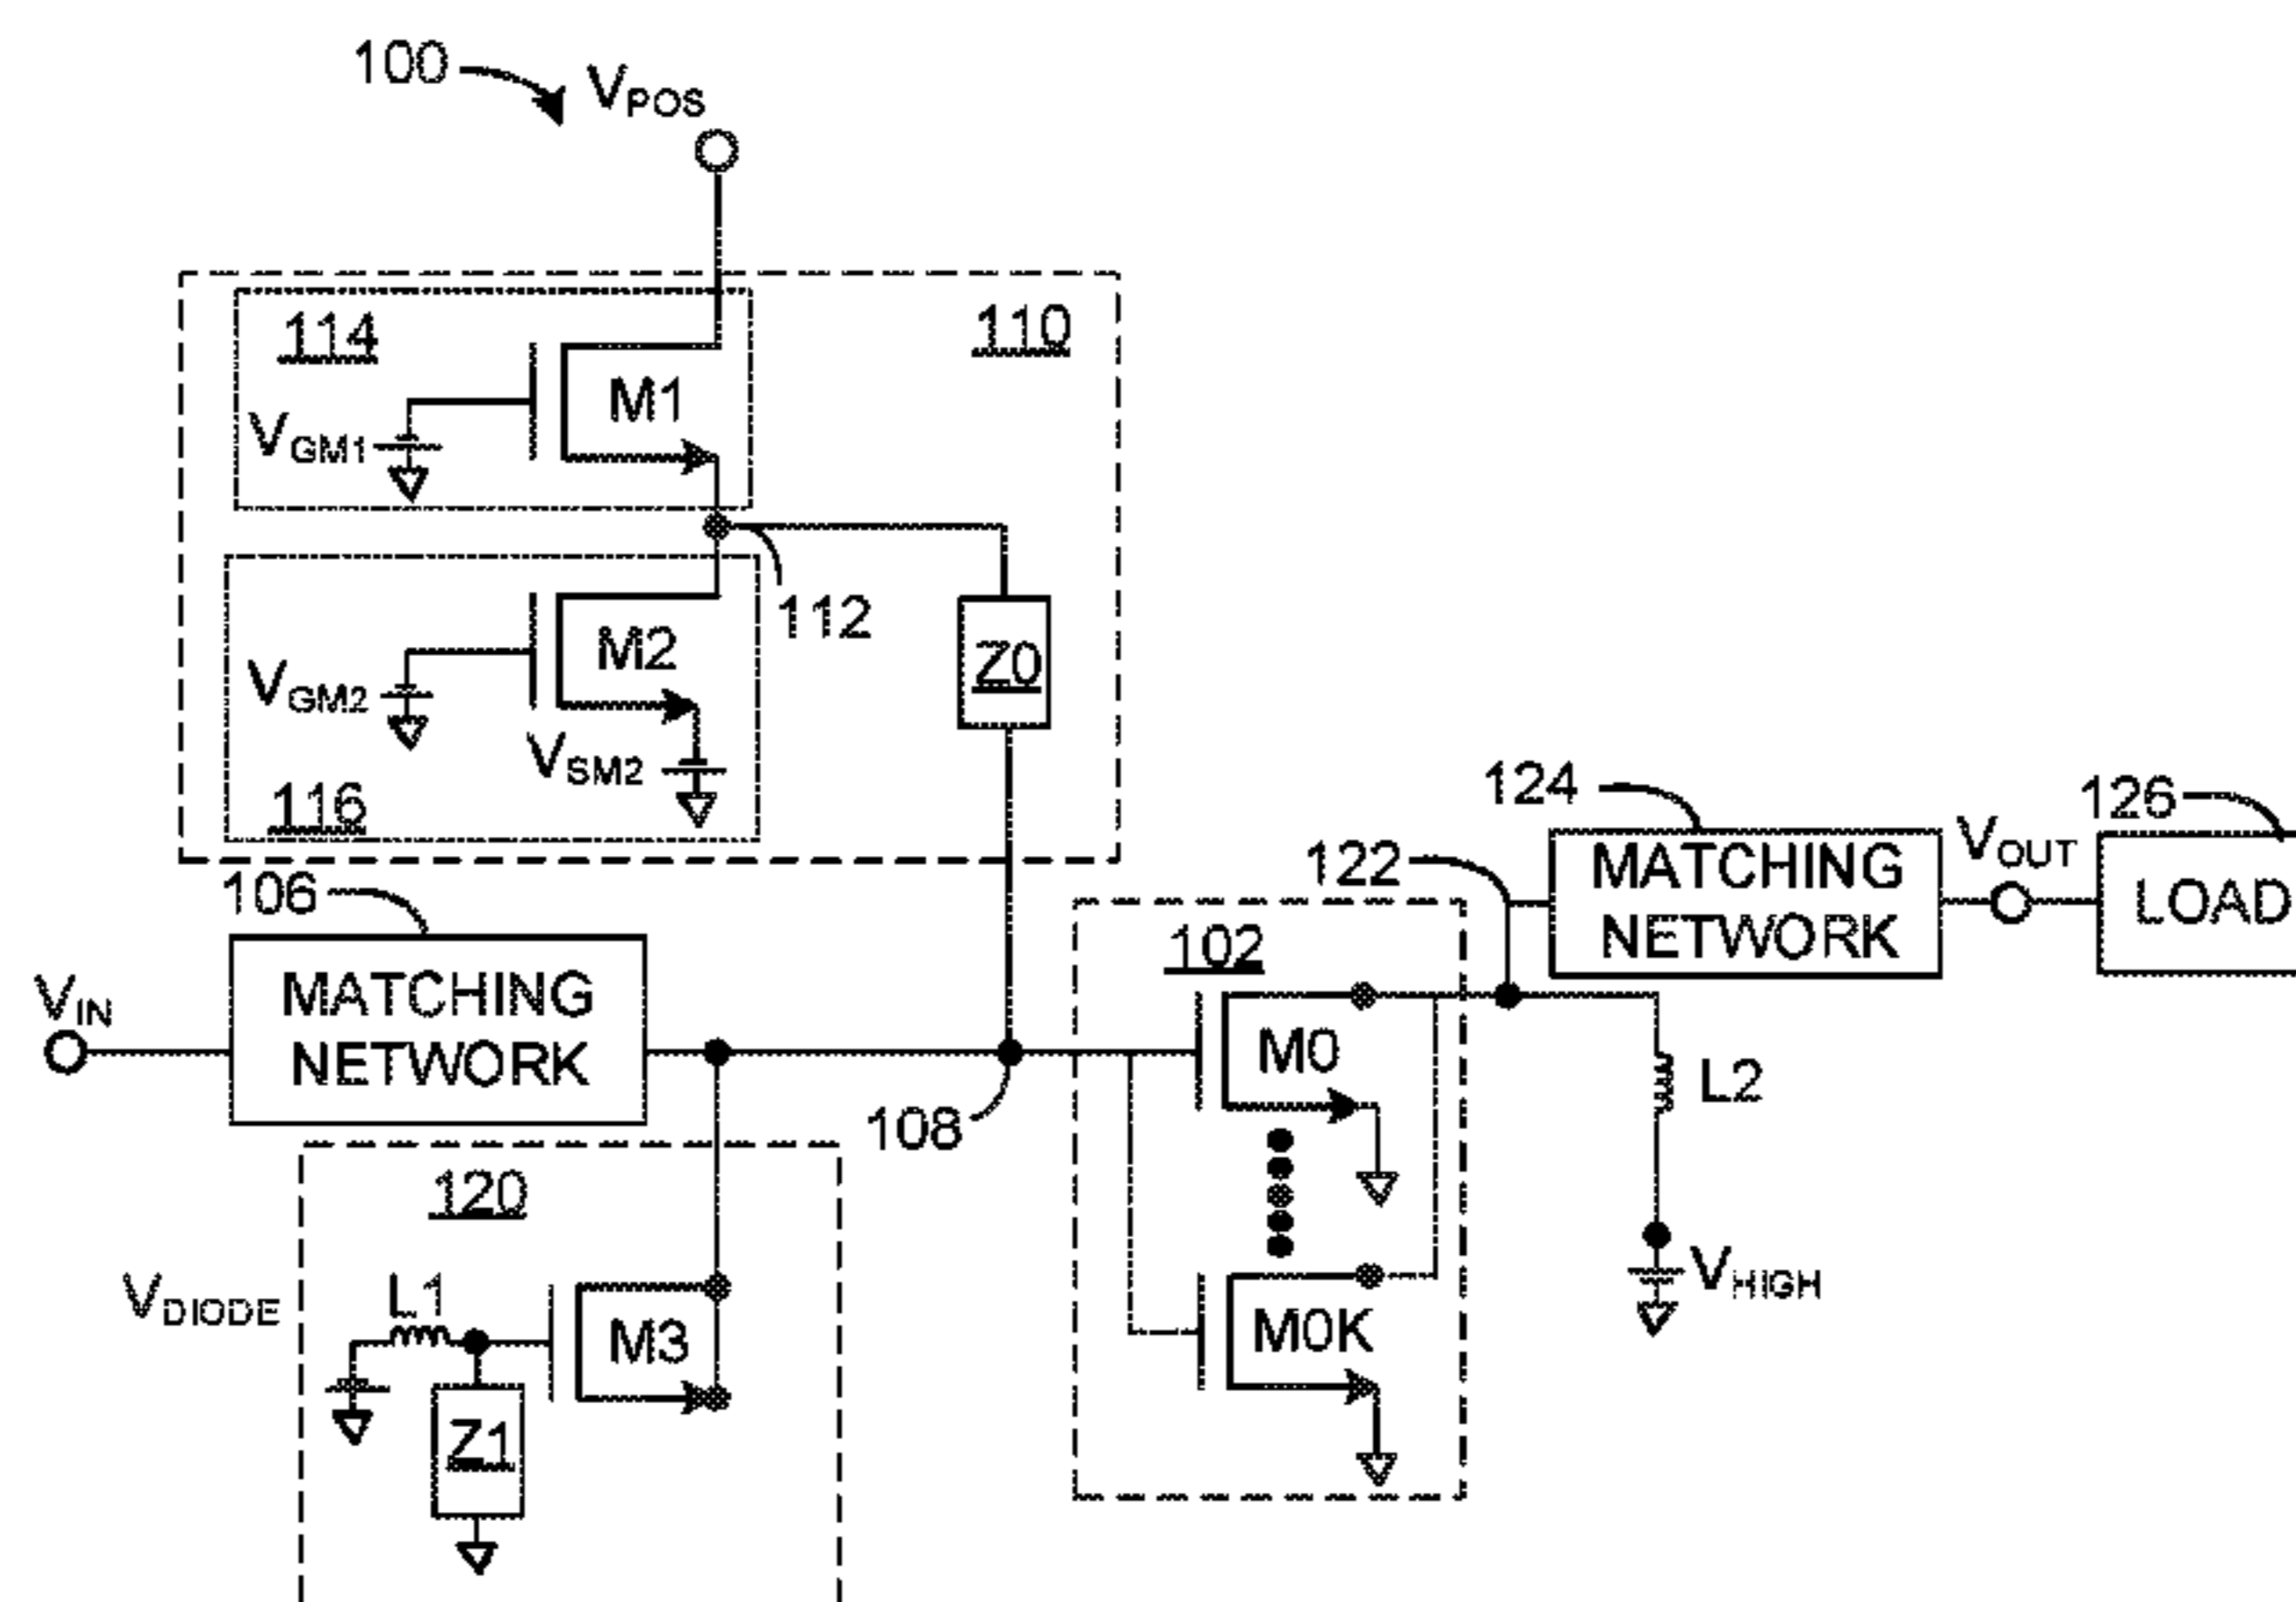 100
VPOS
114
110
M1
VGM1
112
M2
Z0
VGM2
VSM2
116
124
126
122
VOUT
MATCHING
NETWORK
LOAD
106
102
VIN
MATCHING
NETWORK
M0
L2
108
120
VHIGH
VDIODE
L1
M3
M0K
Z1